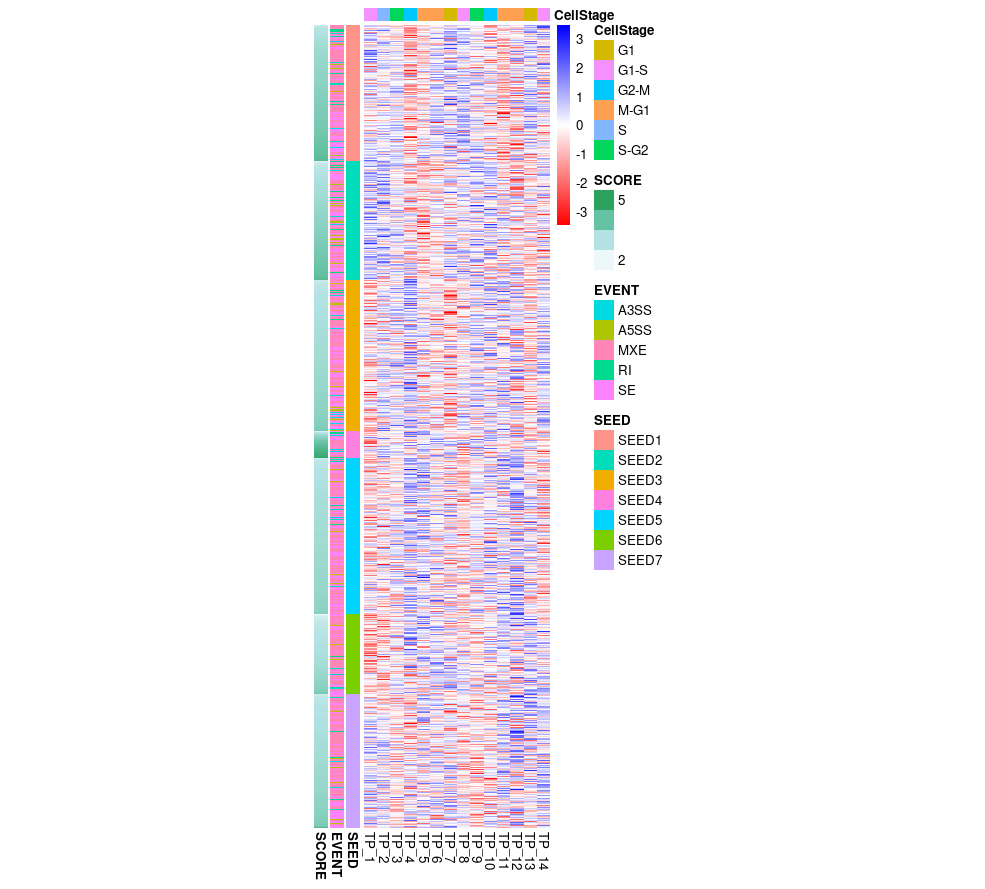 CellStage
3
2
1
0
-1
-2
-3
CellStage
G1
G1-S
G2-M
M-G1
S
S-G2
SCORE
5
2
EVENT
A3SS
A5SS
MXE
RI
SE
SEED
SEED1
SEED2
SEED3
SEED4
SEED5
SEED6
SEED7
SCORE
EVENT
SEED
TP_1
TP_2
TP_3
TP_4
TP_5
TP_6
TP_7
TP_8
TP_9
TP_10
TP_11
TP_12
TP_13
TP_14